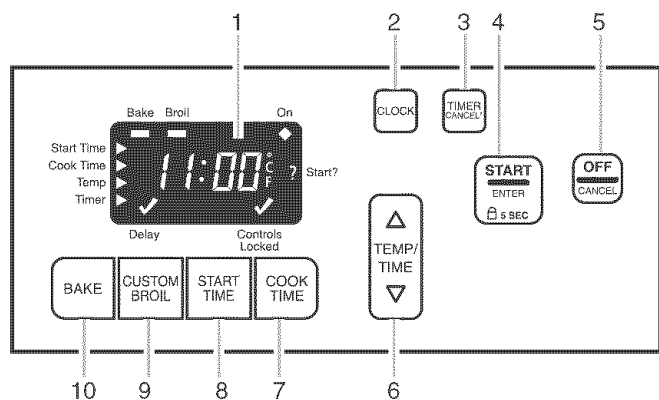 1
2
3
4
5
Bake Broil On
Start Time
Cook Time
Temp
Timer
11:00
°
C
F
? Start?
Delay
Controls
Locked
CLOCK
TIMER
CANCEL*
START
ENTER
5 SEC
OFF
CANCEL
TEMP/
TIME
BAKE
CUSTOM
BROIL
START
TIME
COOK
TIME
10
9
8
7
6